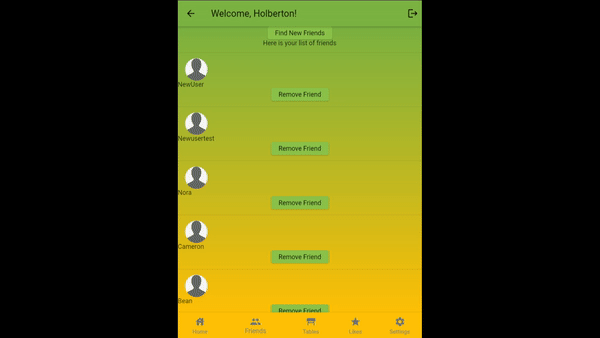 Welcome, Holberton!
Find New Friends
Here is your list of friends
NewUser
Remove Friend
Newusertest
Remove Friend
Nora
Remove Friend
Cameron
Remove Friend
Sean
Remove Friend
Home
Friends
Tables
Likes
Settings